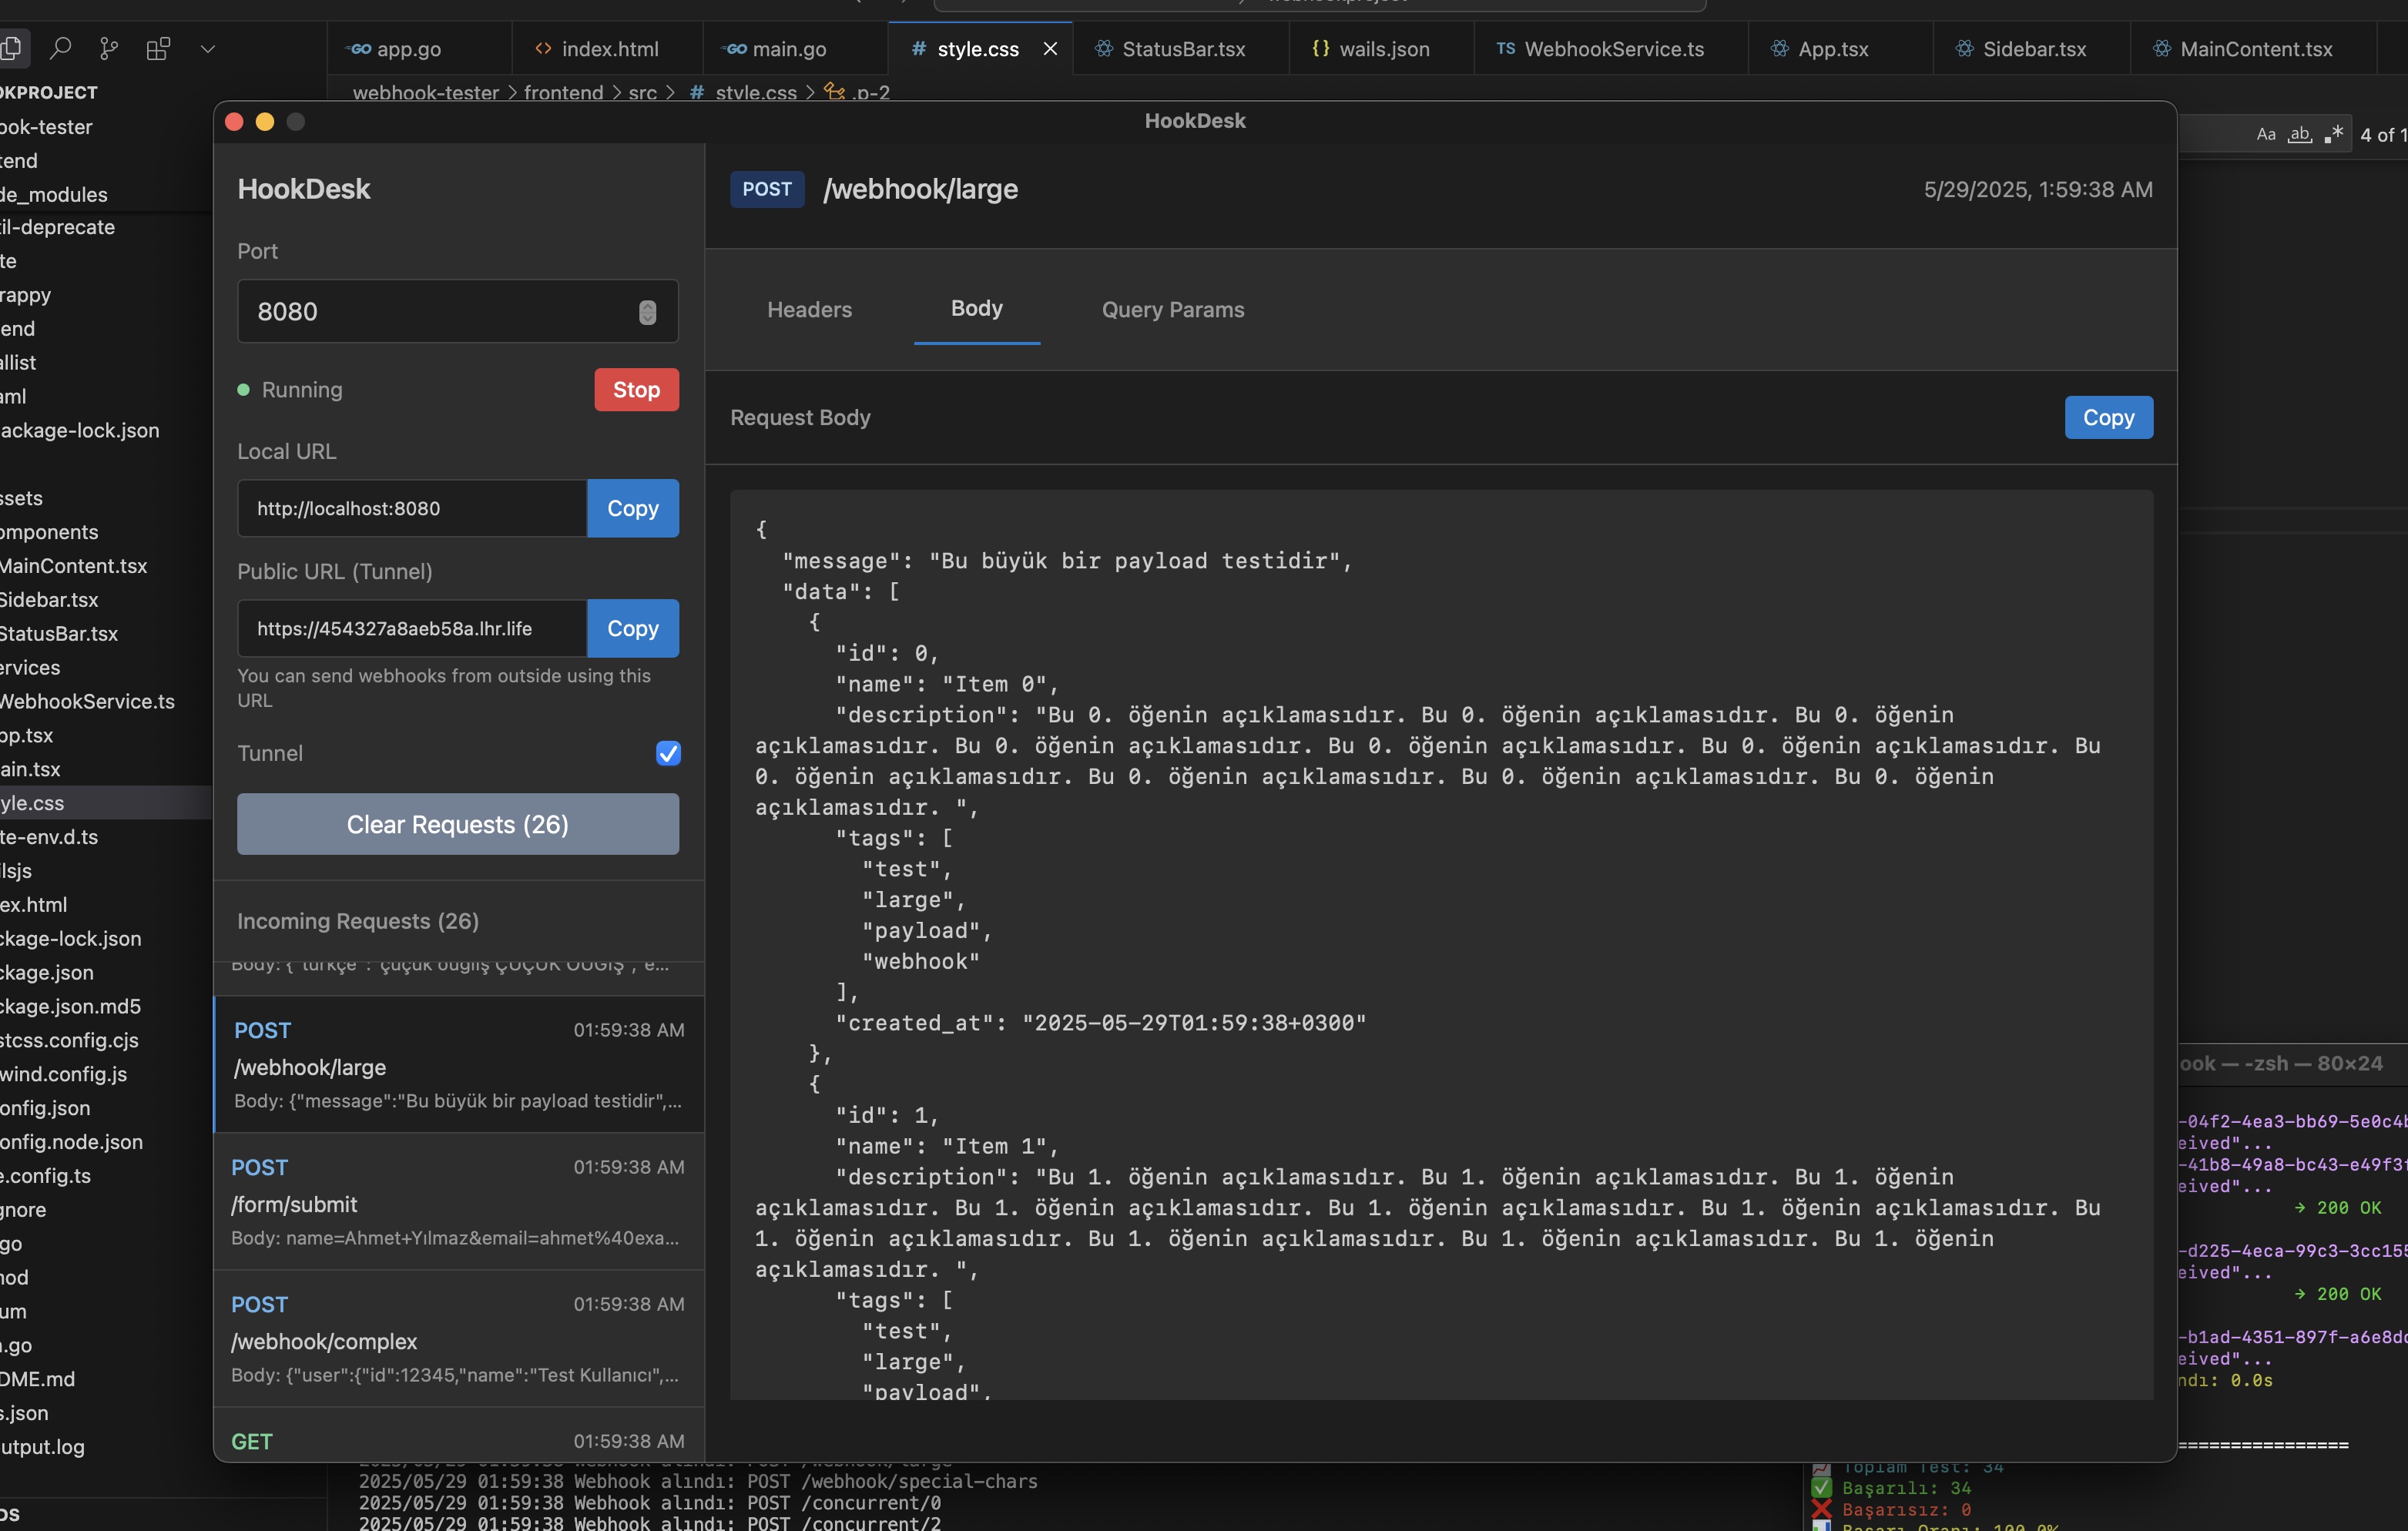 app.go
index.html
main.go
# style.css
StatusBar.tsx
{} wails.json
TS WebhookService.ts
App.tsx
Sidebar.tsx
MainContent.tsx
webhook-tester > frontend > src > # style.css > .p-2
OKPROJECT
ook-tester
tend
de_modules
til-deprecate
te
rappy
end
allist
aml
ackage-lock.json
ssets
omponents
MainContent.tsx
Sidebar.tsx
StatusBar.tsx
ervices
WebhookService.ts
pp.tsx
ain.tsx
yle.css
te-env.d.ts
ilsjs
ex.html
ckage-lock.json
ckage.json
ckage.json.md5
stcss.config.cjs
wind.config.js
onfig.json
onfig.node.json
e.config.ts
gnore
go
nod
um
.go
DME.md
s.json
utput.log
DS
HookDesk
HookDesk
Port
8080
Running
Stop
Local URL
http://localhost:8080
Copy
Public URL (Tunnel)
https://454327a8aeb58a.lhr.life
Copy
You can send webhooks from outside using this
URL
Tunnel
Clear Requests (26)
Incoming Requests (26)
POST 01:59:38 AM
/webhook/large
Body: {"message":"Bu büyük bir payload testidir",...
POST 01:59:38 AM
/form/submit
Body: name=Ahmet+Yılmaz&email=ahmet%40exa...
POST 01:59:38 AM
/webhook/complex
Body: {"user":{"id":12345,"name":"Test Kullanıcı",...
GET 01:59:38 AM
POST /webhook/large
5/29/2025, 1:59:38 AM
Headers
Body
Query Params
Request Body
Copy
{
"message": "Bu büyük bir payload testidir",
"data": [
{
"id": 0,
"name": "Item 0",
"description": "Bu 0. öğenin açıklamasıdır. Bu 0. öğenin açıklamasıdır. Bu 0. öğenin
açıklamasıdır. Bu 0. öğenin açıklamasıdır. Bu 0. öğenin açıklamasıdır. Bu 0. öğenin açıklamasıdır. Bu
0. öğenin açıklamasıdır. Bu 0. öğenin açıklamasıdır. Bu 0. öğenin açıklamasıdır. Bu 0. öğenin
açıklamasıdır. ",
"tags": [
"test",
"large",
"payload",
"webhook"
],
"created_at": "2025-05-29T01:59:38+0300"
},
{
"id": 1,
"name": "Item 1",
"description": "Bu 1. öğenin açıklamasıdır. Bu 1. öğenin açıklamasıdır. Bu 1. öğenin
açıklamasıdır. Bu 1. öğenin açıklamasıdır. Bu 1. öğenin açıklamasıdır. Bu 1. öğenin açıklamasıdır. Bu
1. öğenin açıklamasıdır. Bu 1. öğenin açıklamasıdır. Bu 1. öğenin açıklamasıdır. Bu 1. öğenin
açıklamasıdır. ",
"tags": [
"test",
"large",
"payload",
Aa ab 4 of 1
ook — -zsh — 80×24
-04f2-4ea3-bb69-5e0c4
eived"...
-41b8-49a8-bc43-e49f3
eived"...
→ 200 OK
-d225-4eca-99c3-3cc155
eived"...
→ 200 OK
-b1ad-4351-897f-a6e8d
eived"...
ndı: 0.0s
================
Toplam Test: 34
Başarılı: 34
Başarısız: 0
Başarı Oranı: 100.0%
2025/05/29 01:59:38 Webhook alındı: POST /webhook/large
2025/05/29 01:59:38 Webhook alındı: POST /webhook/special-chars
2025/05/29 01:59:38 Webhook alındı: POST /concurrent/0
2025/05/29 01:59:38 Webhook alındı: POST /concurrent/2